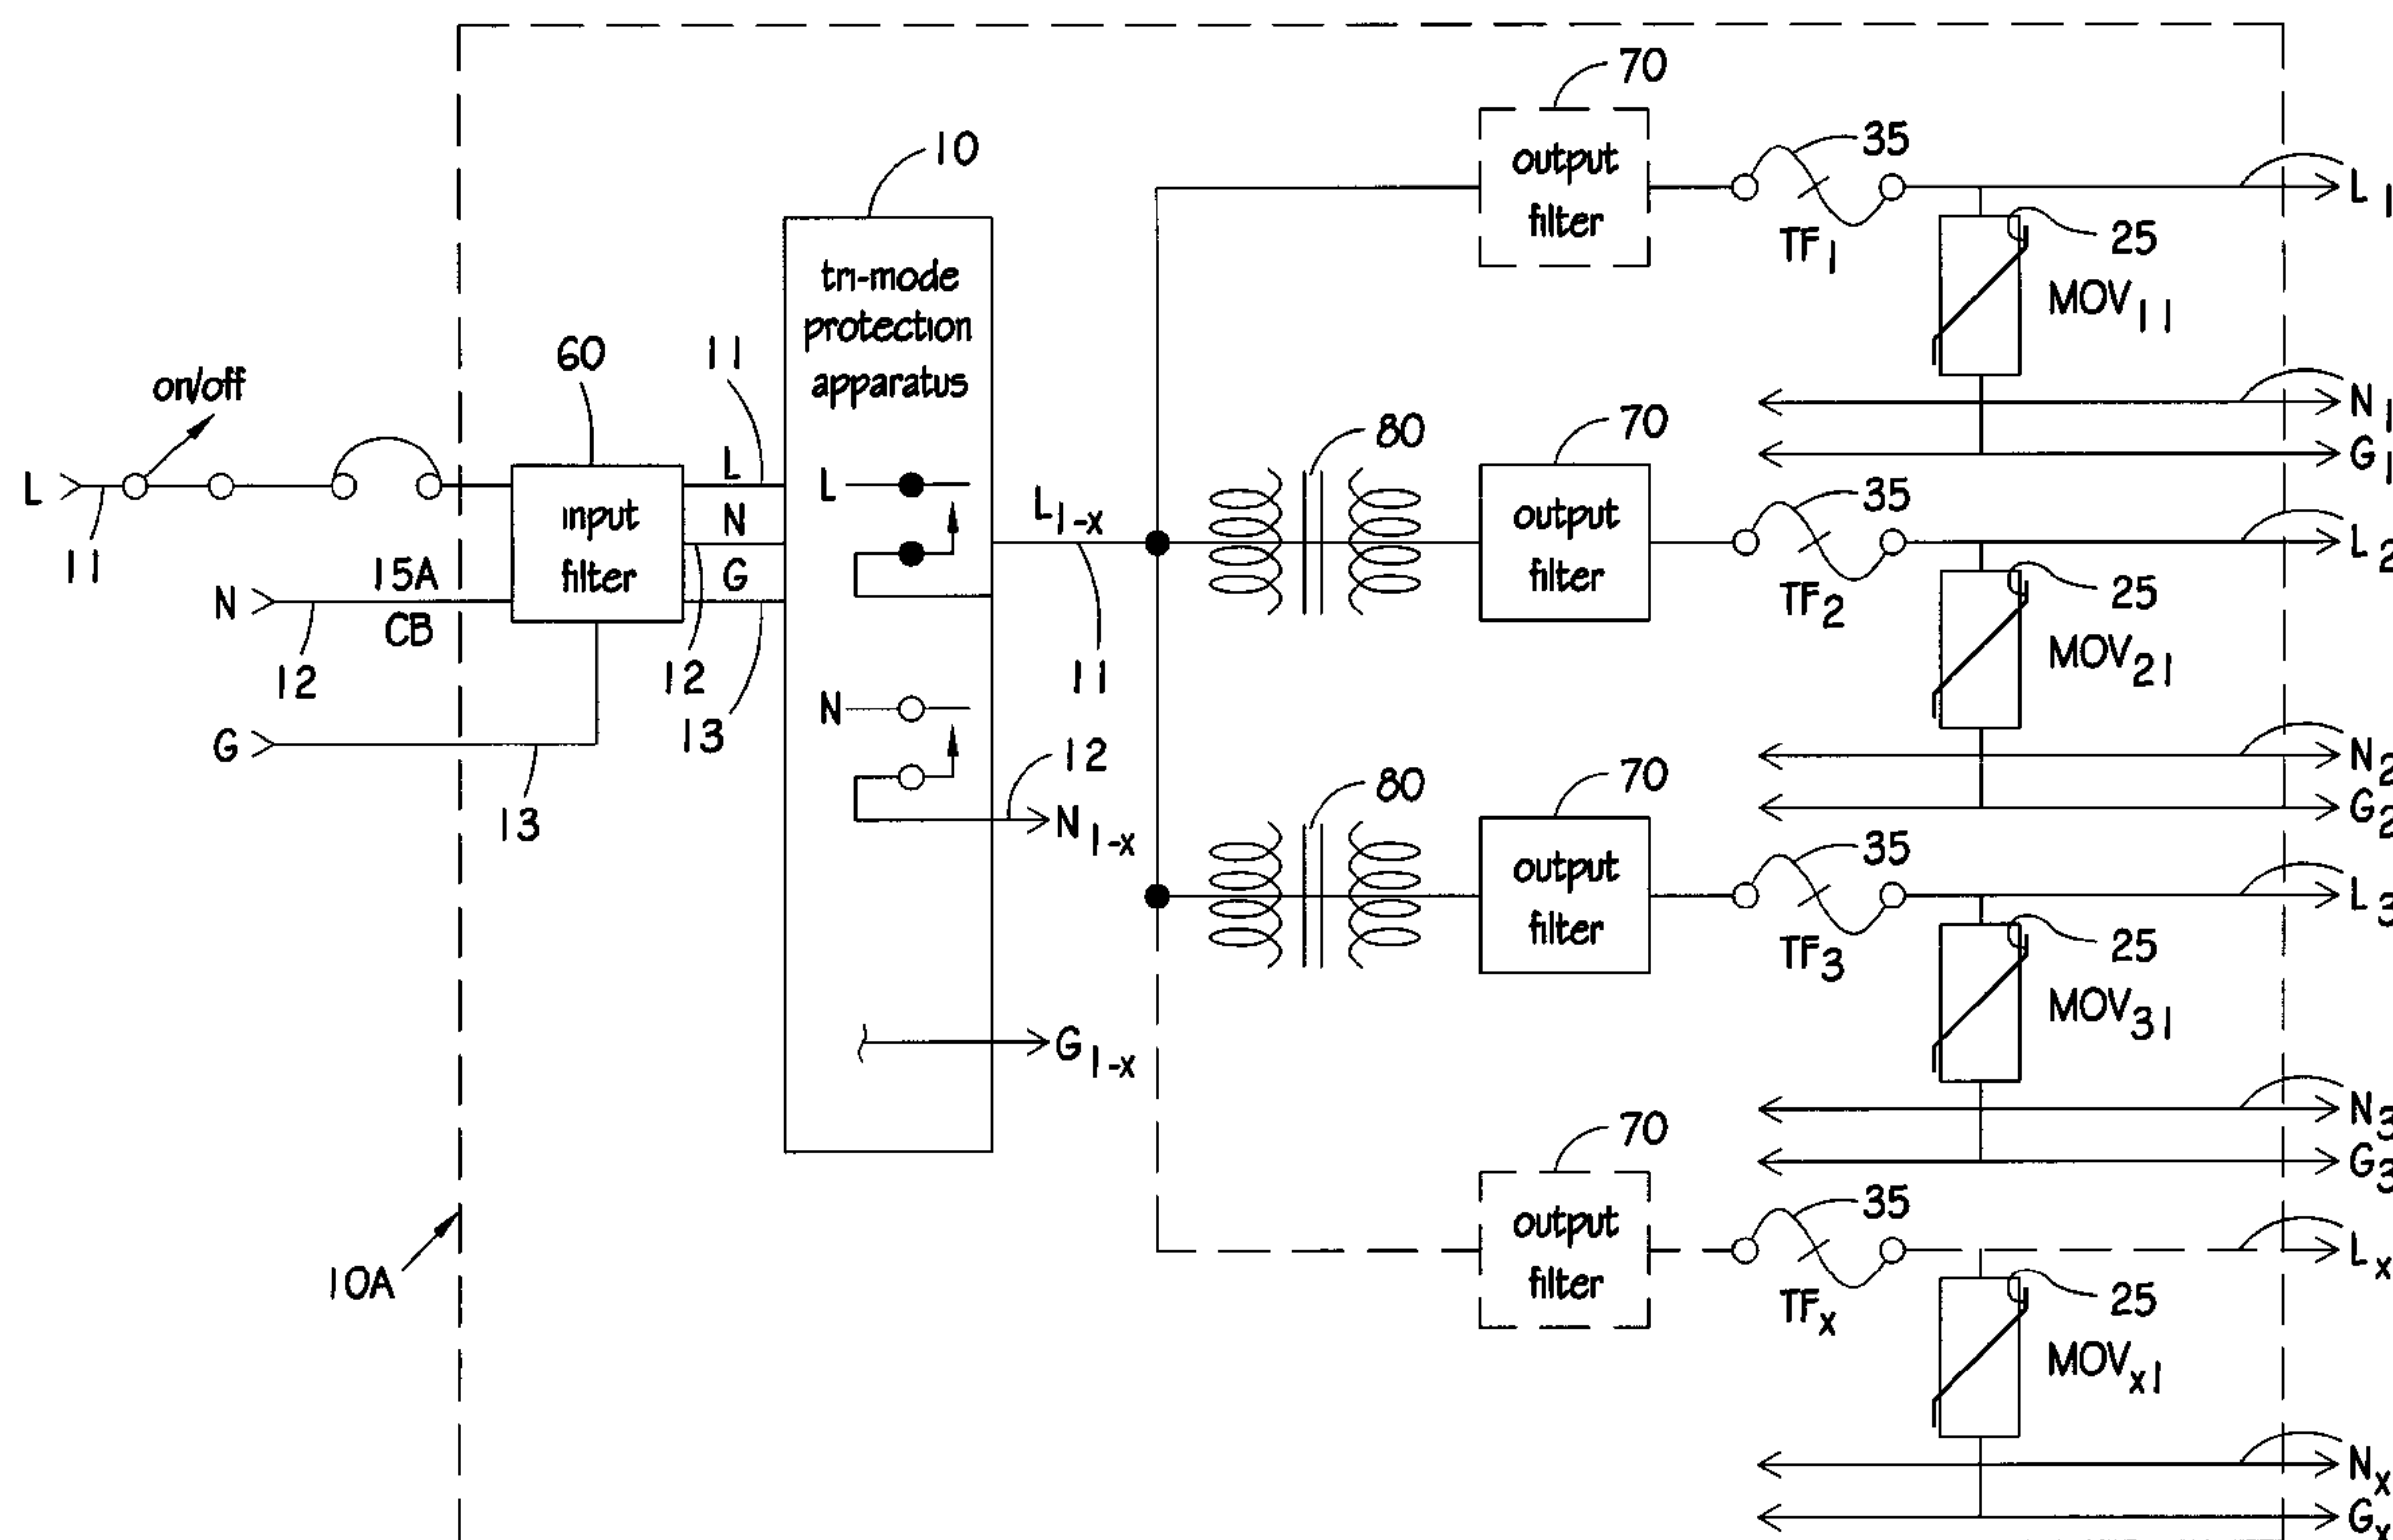 70
output
filter
35
TF1
L1
25
MOV11
N1
G1
10
tri-mode
protection
apparatus
L
N
L1-x
11
12
N1-x
G1-x
on/off
L
11
15A
CB
N
12
G
13
60
input
filter
11
L
N
G
12
13
80
70
output
filter
35
TF2
L2
25
MOV21
N2
G2
80
70
output
filter
35
TF3
L3
25
MOV31
N3
G3
70
output
filter
35
TFx
Lx
25
MOVx1
Nx
Gx
10A